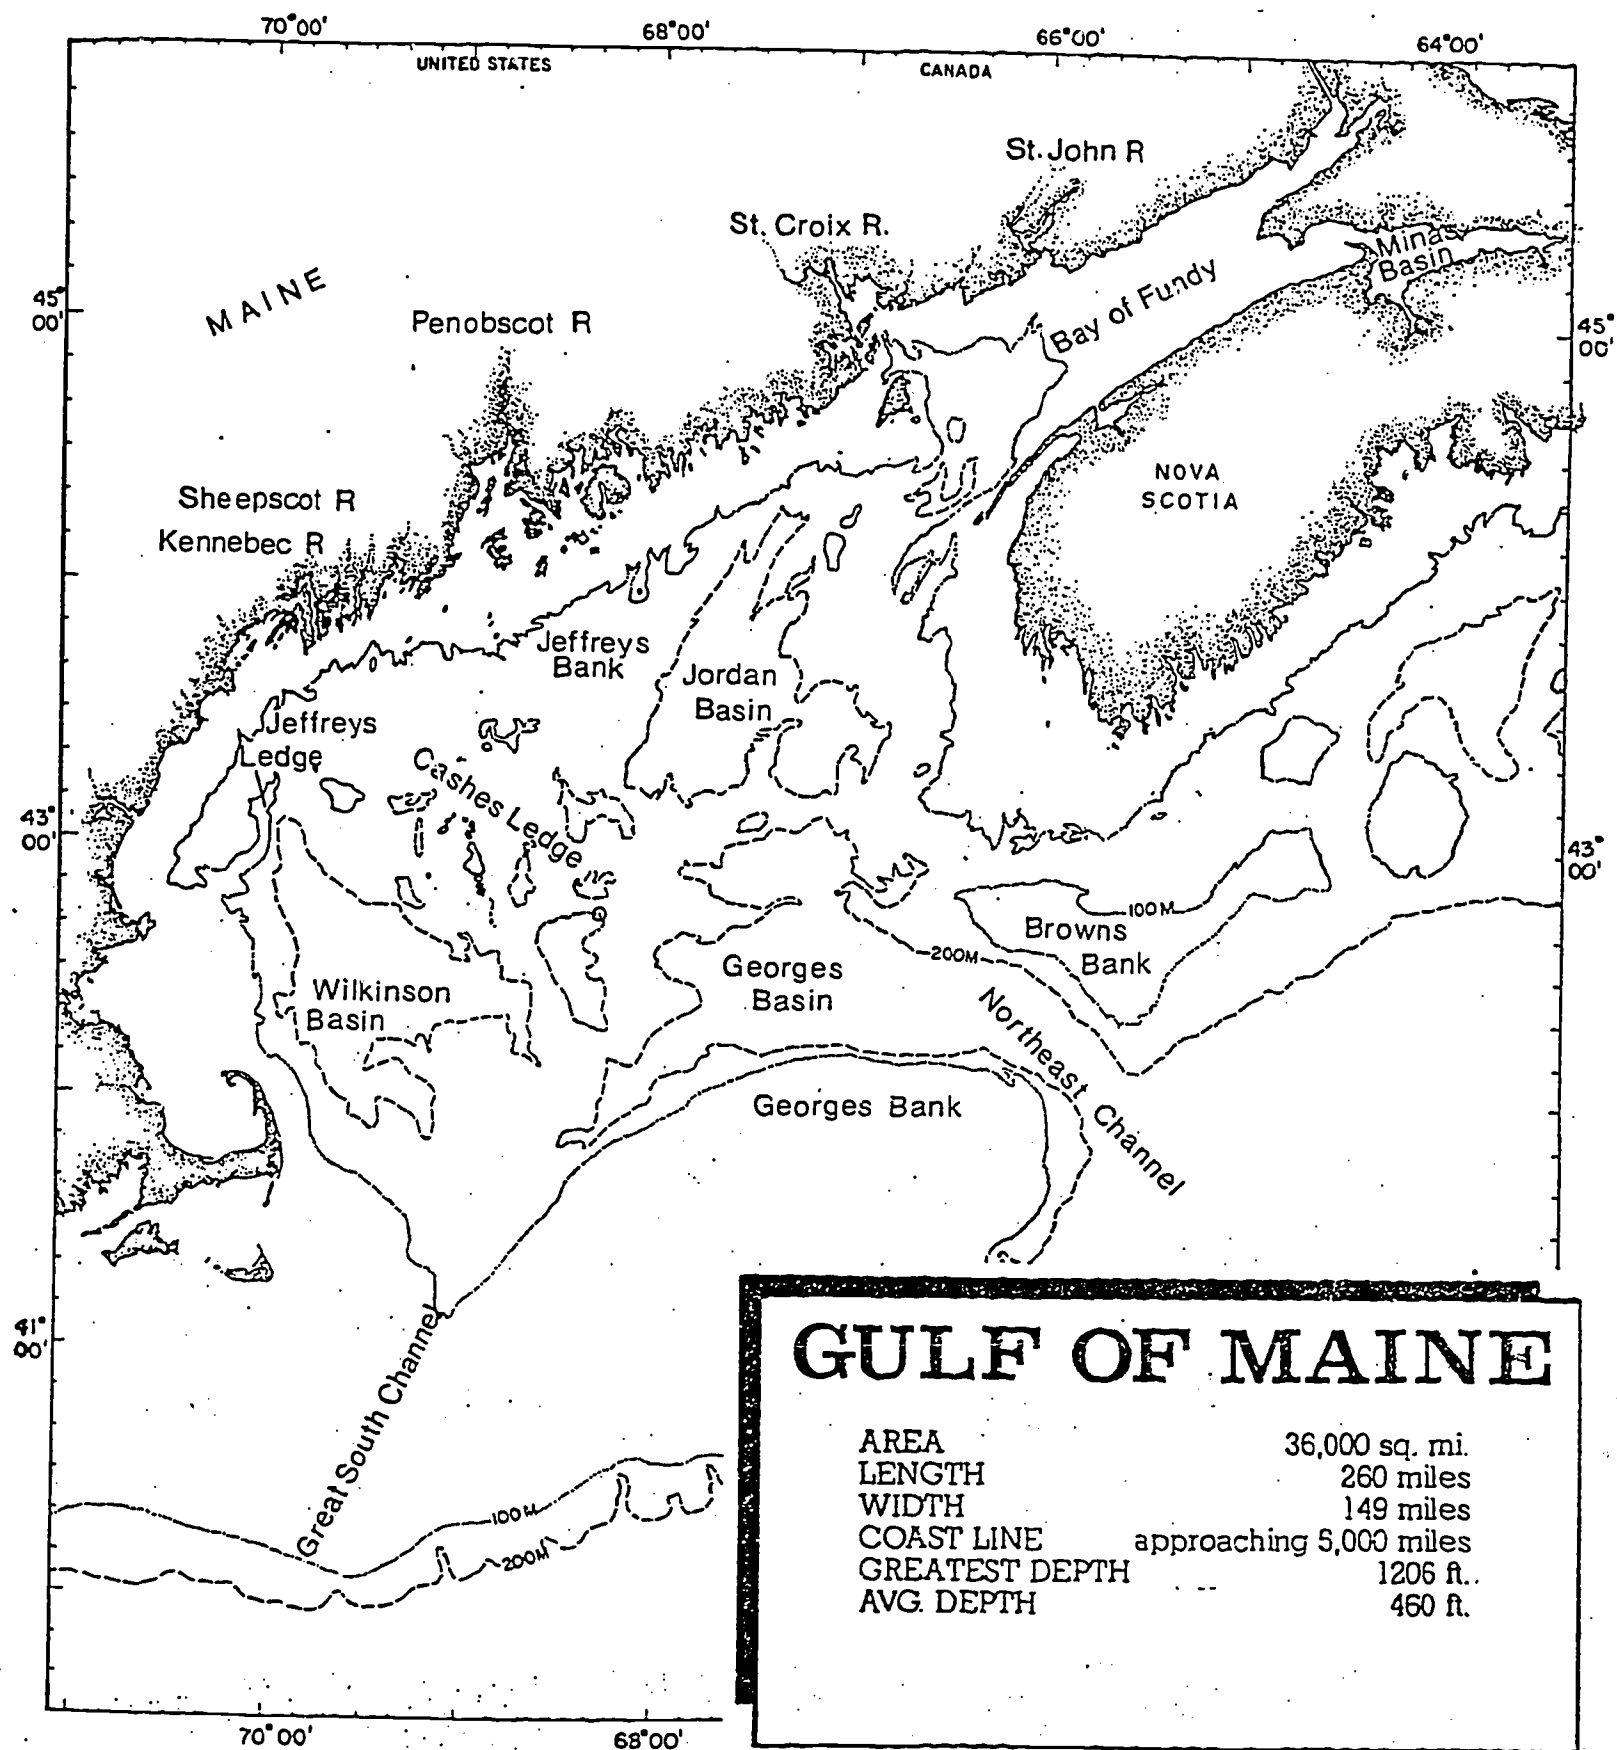 70°00'
68°00'
66°00'
64°00'
UNITED STATES
CANADA
St. John R
St. Croix R.
Minas
Basin
MAINE
45°
00'
Penobscot R
Bay of Fundy
45°
00'
NOVA
SCOTIA
Sheepscot R
Kennebec R
Jeffreys
Bank
Jordan
Basin
Jeffreys
Ledge
Cashes Ledge
43°
00'
43°
00'
100M
Browns
Bank
200M
Georges
Basin
Wilkinson
Basin
Northeast Channel
Georges Bank
41°
00'
Great South Channel
100M
200M
70°00'
68°00'
GULF OF MAINE
AREA 36,000 sq. mi.
LENGTH 260 miles
WIDTH 149 miles
COAST LINE approaching 5,000 miles
GREATEST DEPTH 1206 ft.
AVG. DEPTH 460 ft.